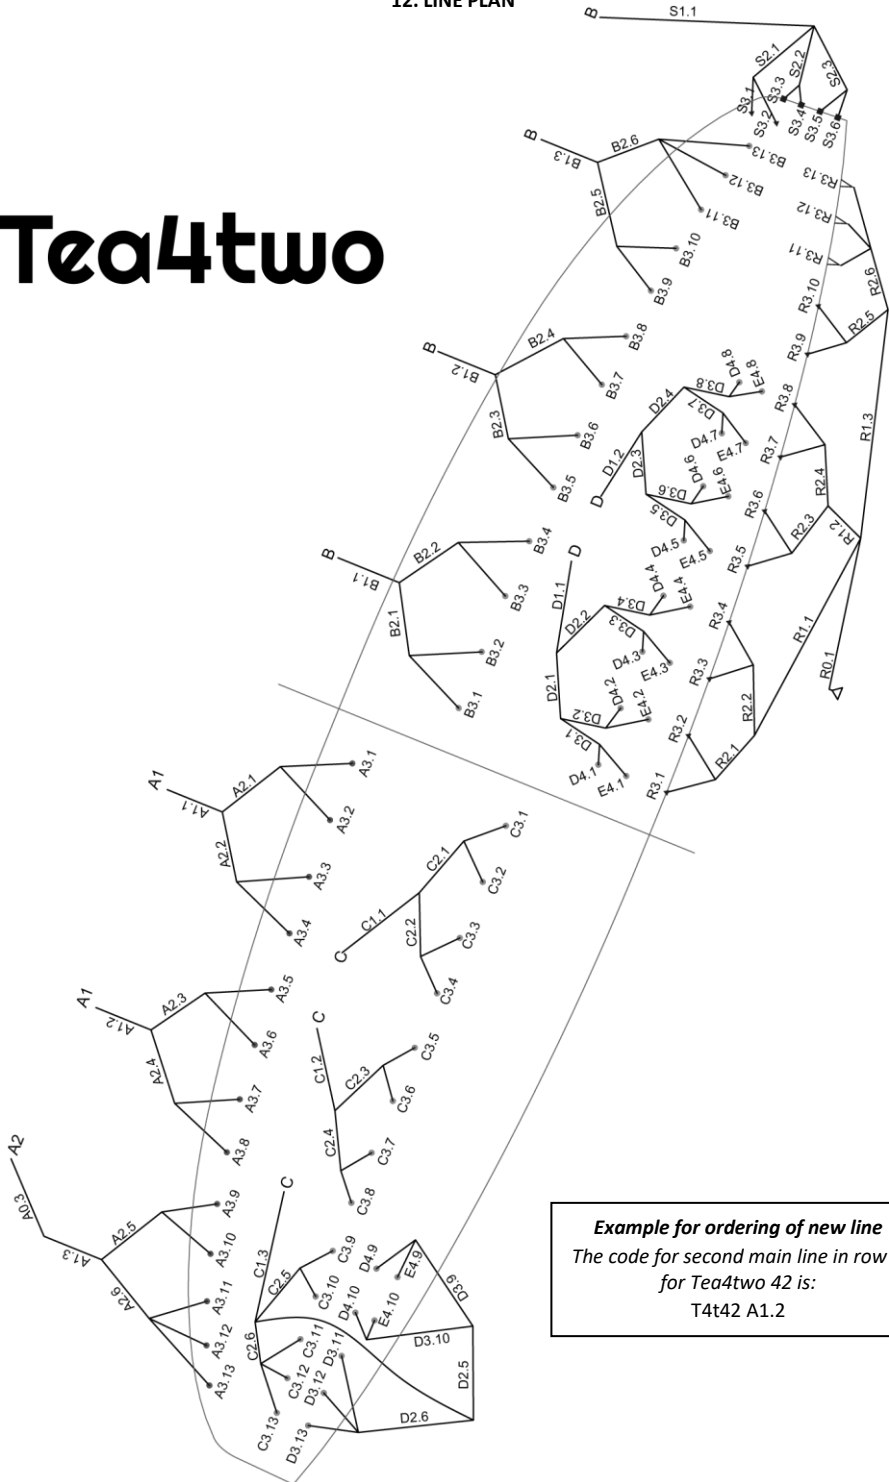 12. LINE PLAN
Tea4two
B
S1.1
S2.1
S2.2
S2.3
S3.1
S3.2
S3.3
S3.4
S3.5
S3.6
B
B1.3
B2.6
B2.5
B3.13
B3.12
B3.11
B3.10
B3.9
R3.13
R3.12
R3.11
R3.10
R2.6
R2.5
R3.9
B
B1.2
B2.4
B2.3
B3.8
B3.7
B3.6
B3.5
D
D1.2
D2.4
D2.3
D3.8
D3.7
D4.8
E4.8
D4.7
E4.7
D3.6
D3.5
D4.6
E4.6
D4.5
E4.5
R3.8
R3.7
R3.6
R3.5
R2.4
R2.3
R1.3
R1.2
B
B1.1
B2.2
B2.1
B3.4
B3.3
B3.2
B3.1
D
D1.1
D2.2
D2.1
D3.4
D3.3
D4.4
E4.4
D4.3
E4.3
D3.2
D3.1
D4.2
E4.2
D4.1
E4.1
R3.4
R3.3
R3.2
R3.1
R2.2
R2.1
R1.1
R0.1
A1
A1.1
A2.1
A2.2
A3.1
A3.2
A3.3
A3.4
C
C1.1
C2.1
C2.2
C3.1
C3.2
C3.3
C3.4
A1
A1.2
A2.3
A2.4
A3.5
A3.6
A3.7
A3.8
C
C1.2
C2.3
C2.4
C3.5
C3.6
C3.7
C3.8
A2
A0.3
A1.3
A2.5
A2.6
A3.9
A3.10
A3.11
A3.12
A3.13
C
C1.3
C2.5
C2.6
C3.9
C3.10
C3.11
C3.12
C3.13
D4.9
E4.9
D4.10
E4.10
D3.9
D3.10
D3.11
D3.12
D3.13
D2.5
D2.6
Example for ordering of new line
The code for second main line in row
for Tea4two 42 is:
T4t42 A1.2